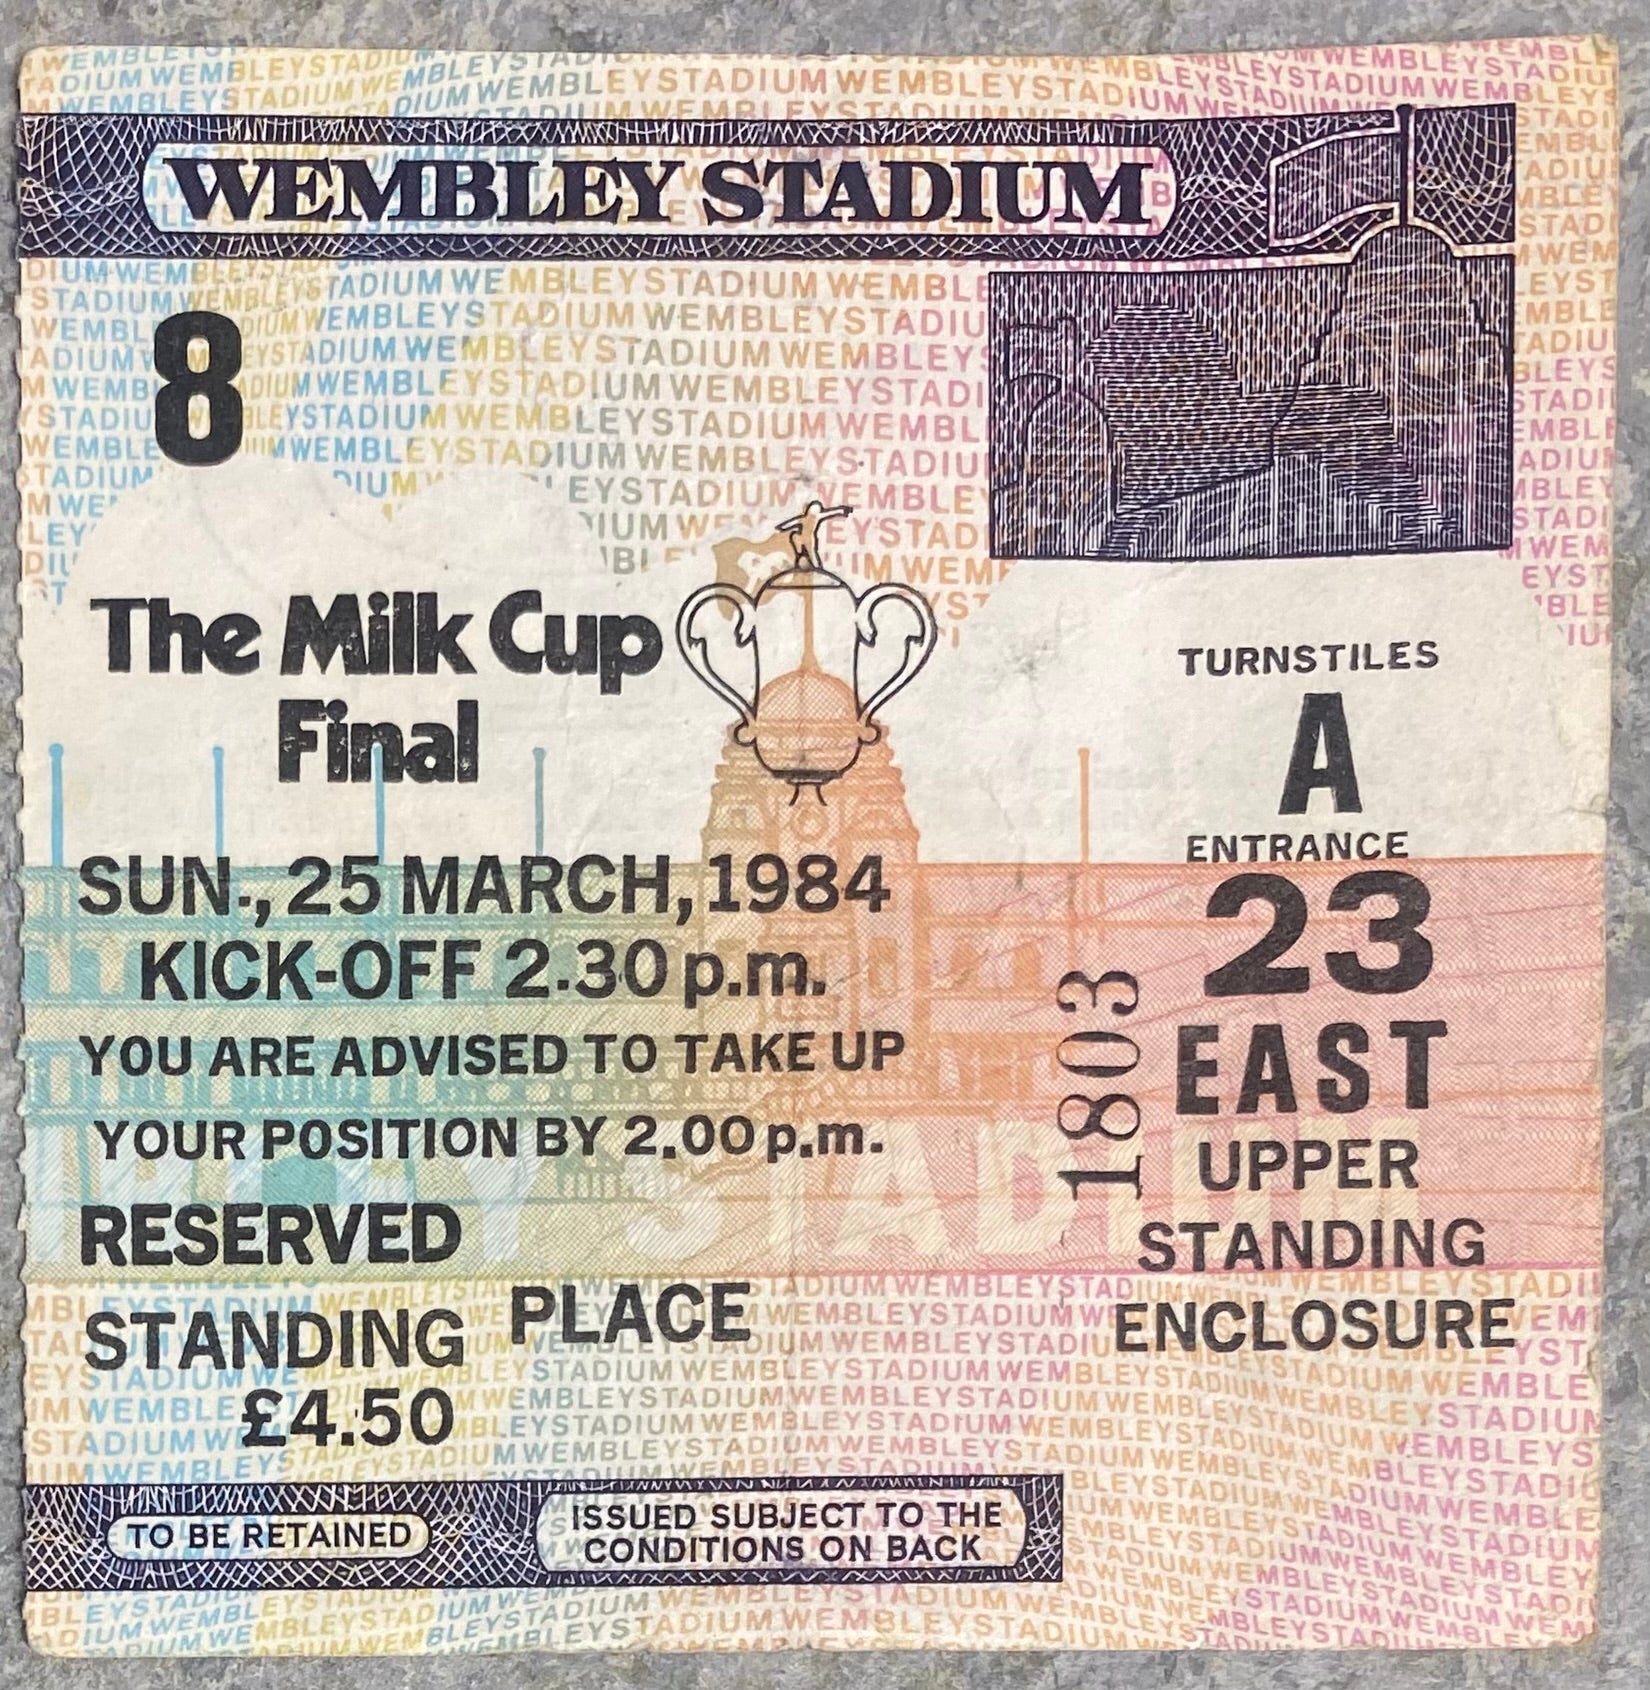 WEMBLEY STADIUM
8
The Milk Cup
Final
SUN., 25 MARCH, 1984
KICK-OFF 2.30 p.m.
YOU ARE ADVISED TO TAKE UP
YOUR POSITION BY 2.00 p.m.
RESERVED
STANDING PLACE
£4.50
TURNSTILES
A
ENTRANCE
23
EAST
UPPER
STANDING
ENCLOSURE
1803
TO BE RETAINED
ISSUED SUBJECT TO THE
CONDITIONS ON BACK